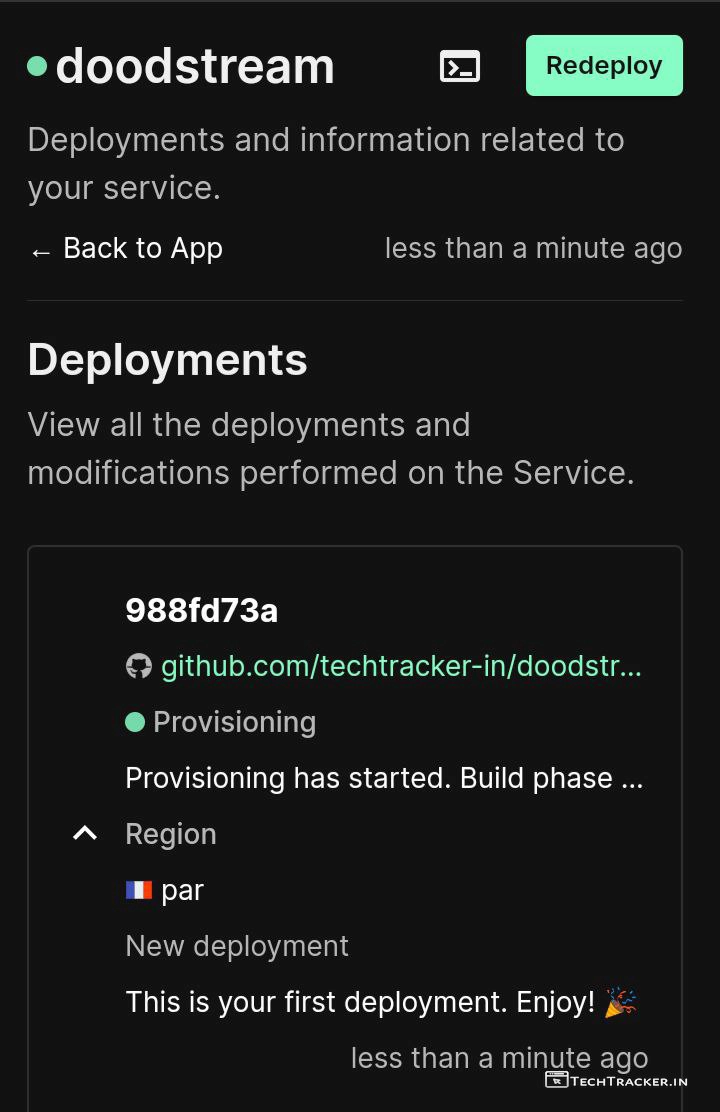 doodstream
Redeploy
Deployments and information related to
your service.
← Back to App
less than a minute ago
Deployments
View all the deployments and
modifications performed on the Service.
988fd73a
github.com/techtracker-in/doodstr...
Provisioning
Provisioning has started. Build phase ...
Region
par
New deployment
This is your first deployment. Enjoy! 🎉
less than a minute ago
TECHTRACKER.IN